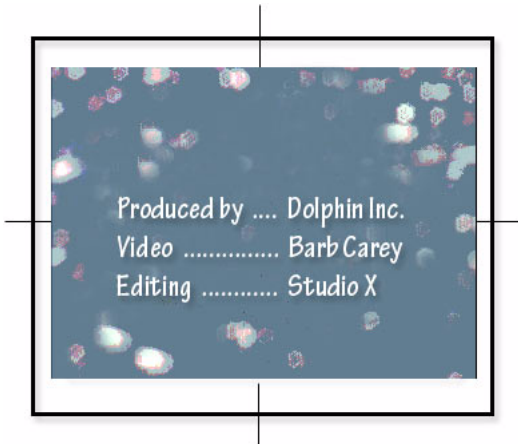 Produced by .... Dolphin Inc.
Video ............... Barb Carey
Editing ............ Studio X